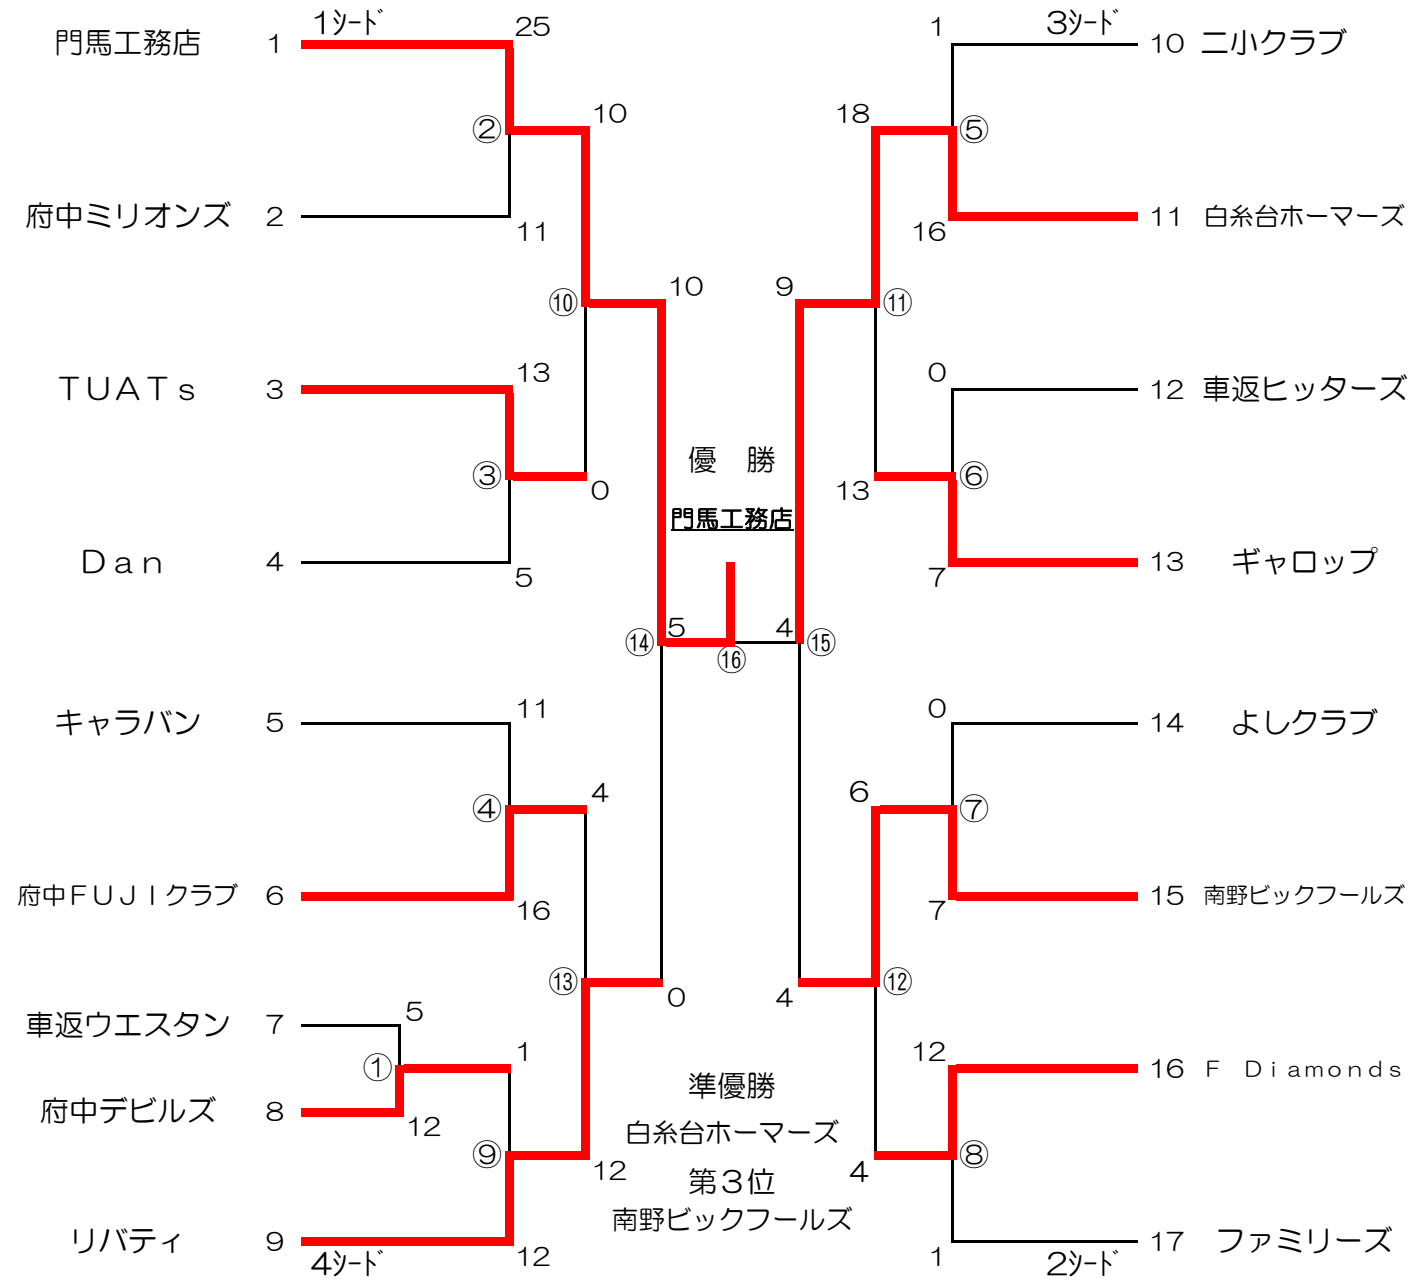 1シード 25
門馬工務店 1
② 10
府中ミリオンズ 2
11
⑩ 10
TUATs 3 13
③ 0
Dan 4
5
⑭ 5
キャラバン 5 11
④ 4
府中FUJIクラブ 6
16
⑬ 0
車返ウエスタン 7 5
① 1
府中デビルズ 8
12
⑨ 12
リバティ 9
4シード 12
優 勝
門馬工務店
⑯
準優勝
白糸台ホーマーズ
第3位
南野ビックフールズ
1 3シード
10 二小クラブ
18 ⑤
11 白糸台ホーマーズ
16
9 ⑪
0
12 車返ヒッターズ
13 ⑥
13 ギャロップ
7
4 ⑮
0
14 よしクラブ
6 ⑦
15 南野ビックフールズ
7
4 ⑫
12
16 F Diamonds
4 ⑧
17 ファミリーズ
1 2シード